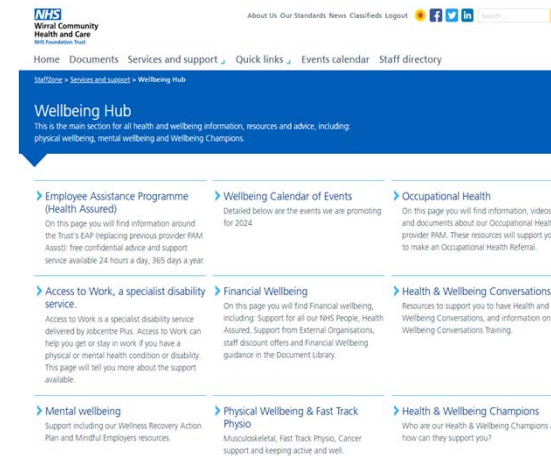 NHS
Wirral Community
Health and Care
NHS Foundation Trust
About Us Our Standards News Classifieds Logout
Search...
Home Documents Services and support Quick links Events calendar Staff directory
StaffZone > Services and support > Wellbeing Hub
Wellbeing Hub
This is the main section for all health and wellbeing information, resources and advice, including:
physical wellbeing, mental wellbeing and Wellbeing Champions.
Employee Assistance Programme
(Health Assured)
On this page you will find information around
the Trust's EAP (replacing previous provider PAM
Assist): free confidential advice and support
service available 24 hours a day, 365 days a year.
Wellbeing Calendar of Events
Detailed below are the events we are promoting
for 2024
Occupational Health
On this page you will find information, videos
and documents about our Occupational Healt
provider PAM. These resources will support yo
to make an Occupational Health Referral.
Access to Work, a specialist disability
service.
Access to Work is a specialist disability service
delivered by Jobcentre Plus. Access to Work can
help you get or stay in work if you have a
physical or mental health condition or disability.
This page will tell you more about the support
available.
Financial Wellbeing
On this page you will find Financial wellbeing,
including: Support for all our NHS People, Health
Assured, Support from External Organisations,
staff discount offers and Financial Wellbeing
guidance in the Document Library.
Health & Wellbeing Conversations
Resources to support you to have Health and
Wellbeing Conversations, and information on
Wellbeing Conversations Training.
Mental wellbeing
Support including our Wellness Recovery Action
Plan and Mindful Employers resources.
Physical Wellbeing & Fast Track
Physio
Musculoskeletal, Fast Track Physio, Cancer
support and keeping active and well.
Health & Wellbeing Champions
Who are our Health & Wellbeing Champions
how can they support you?